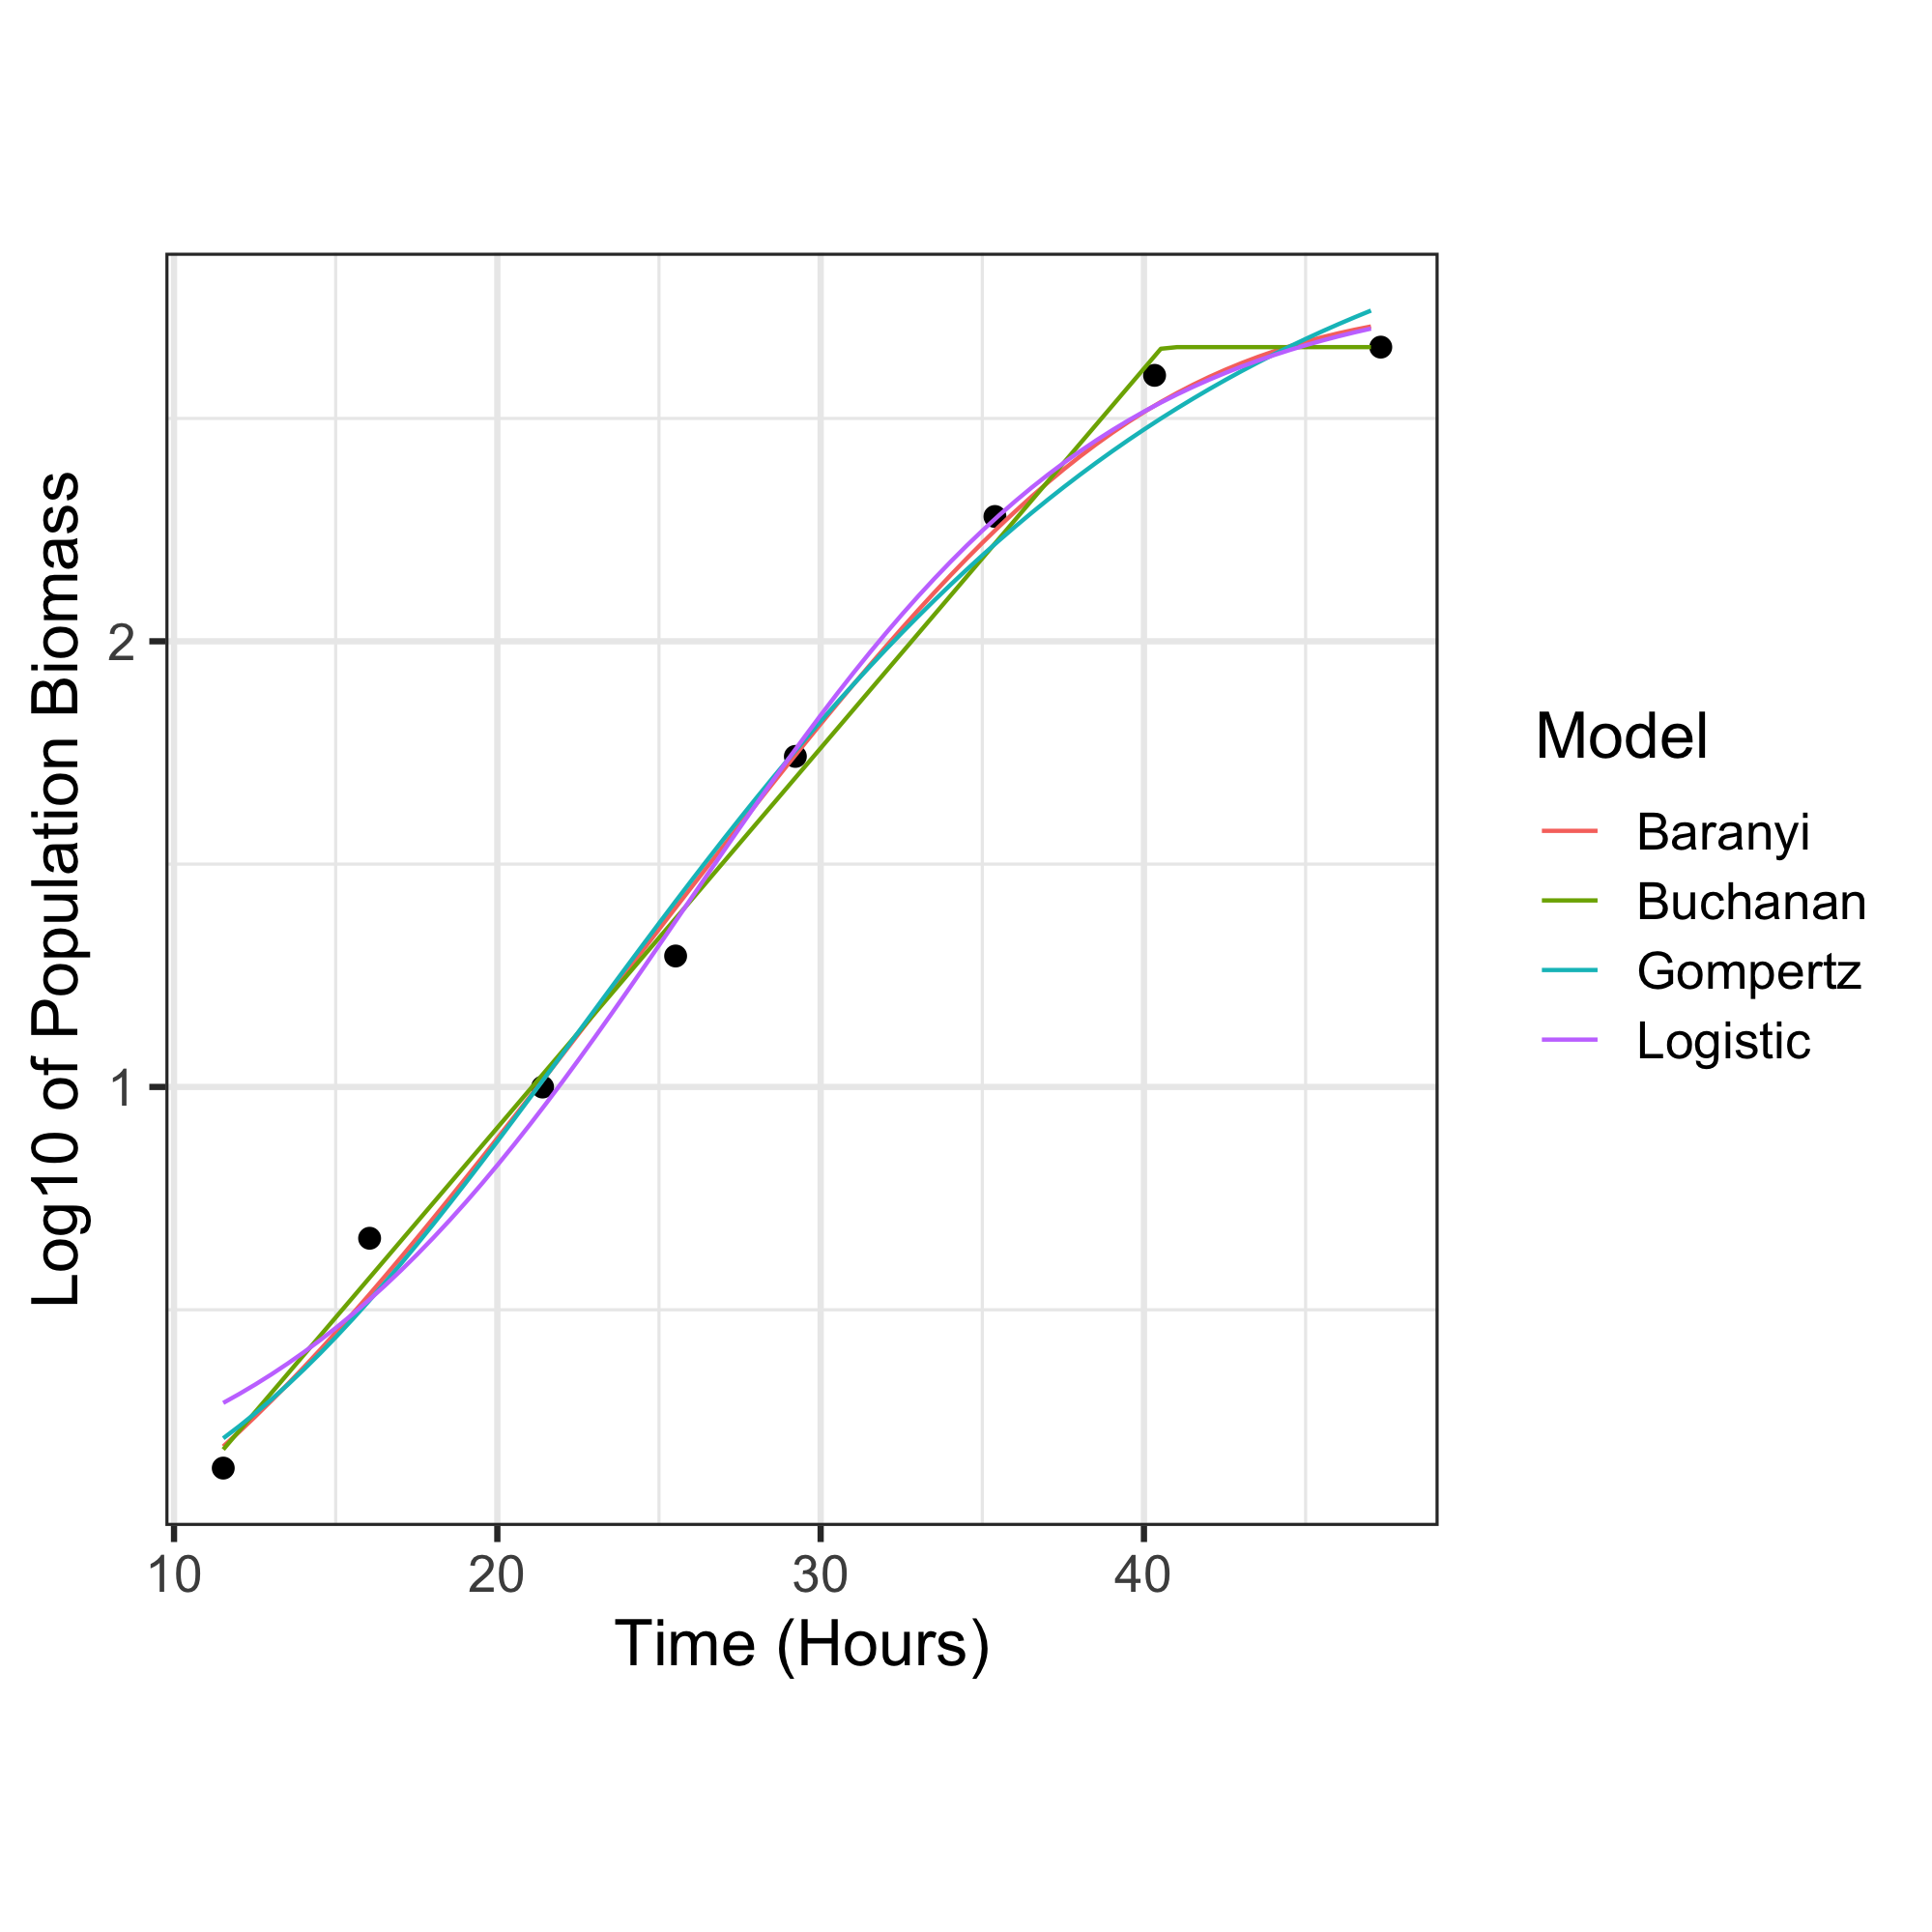 Log10 of Population Biomass
2
1
10 20 30 40
Time (Hours)
Model
Baranyi
Buchanan
Gompertz
Logistic